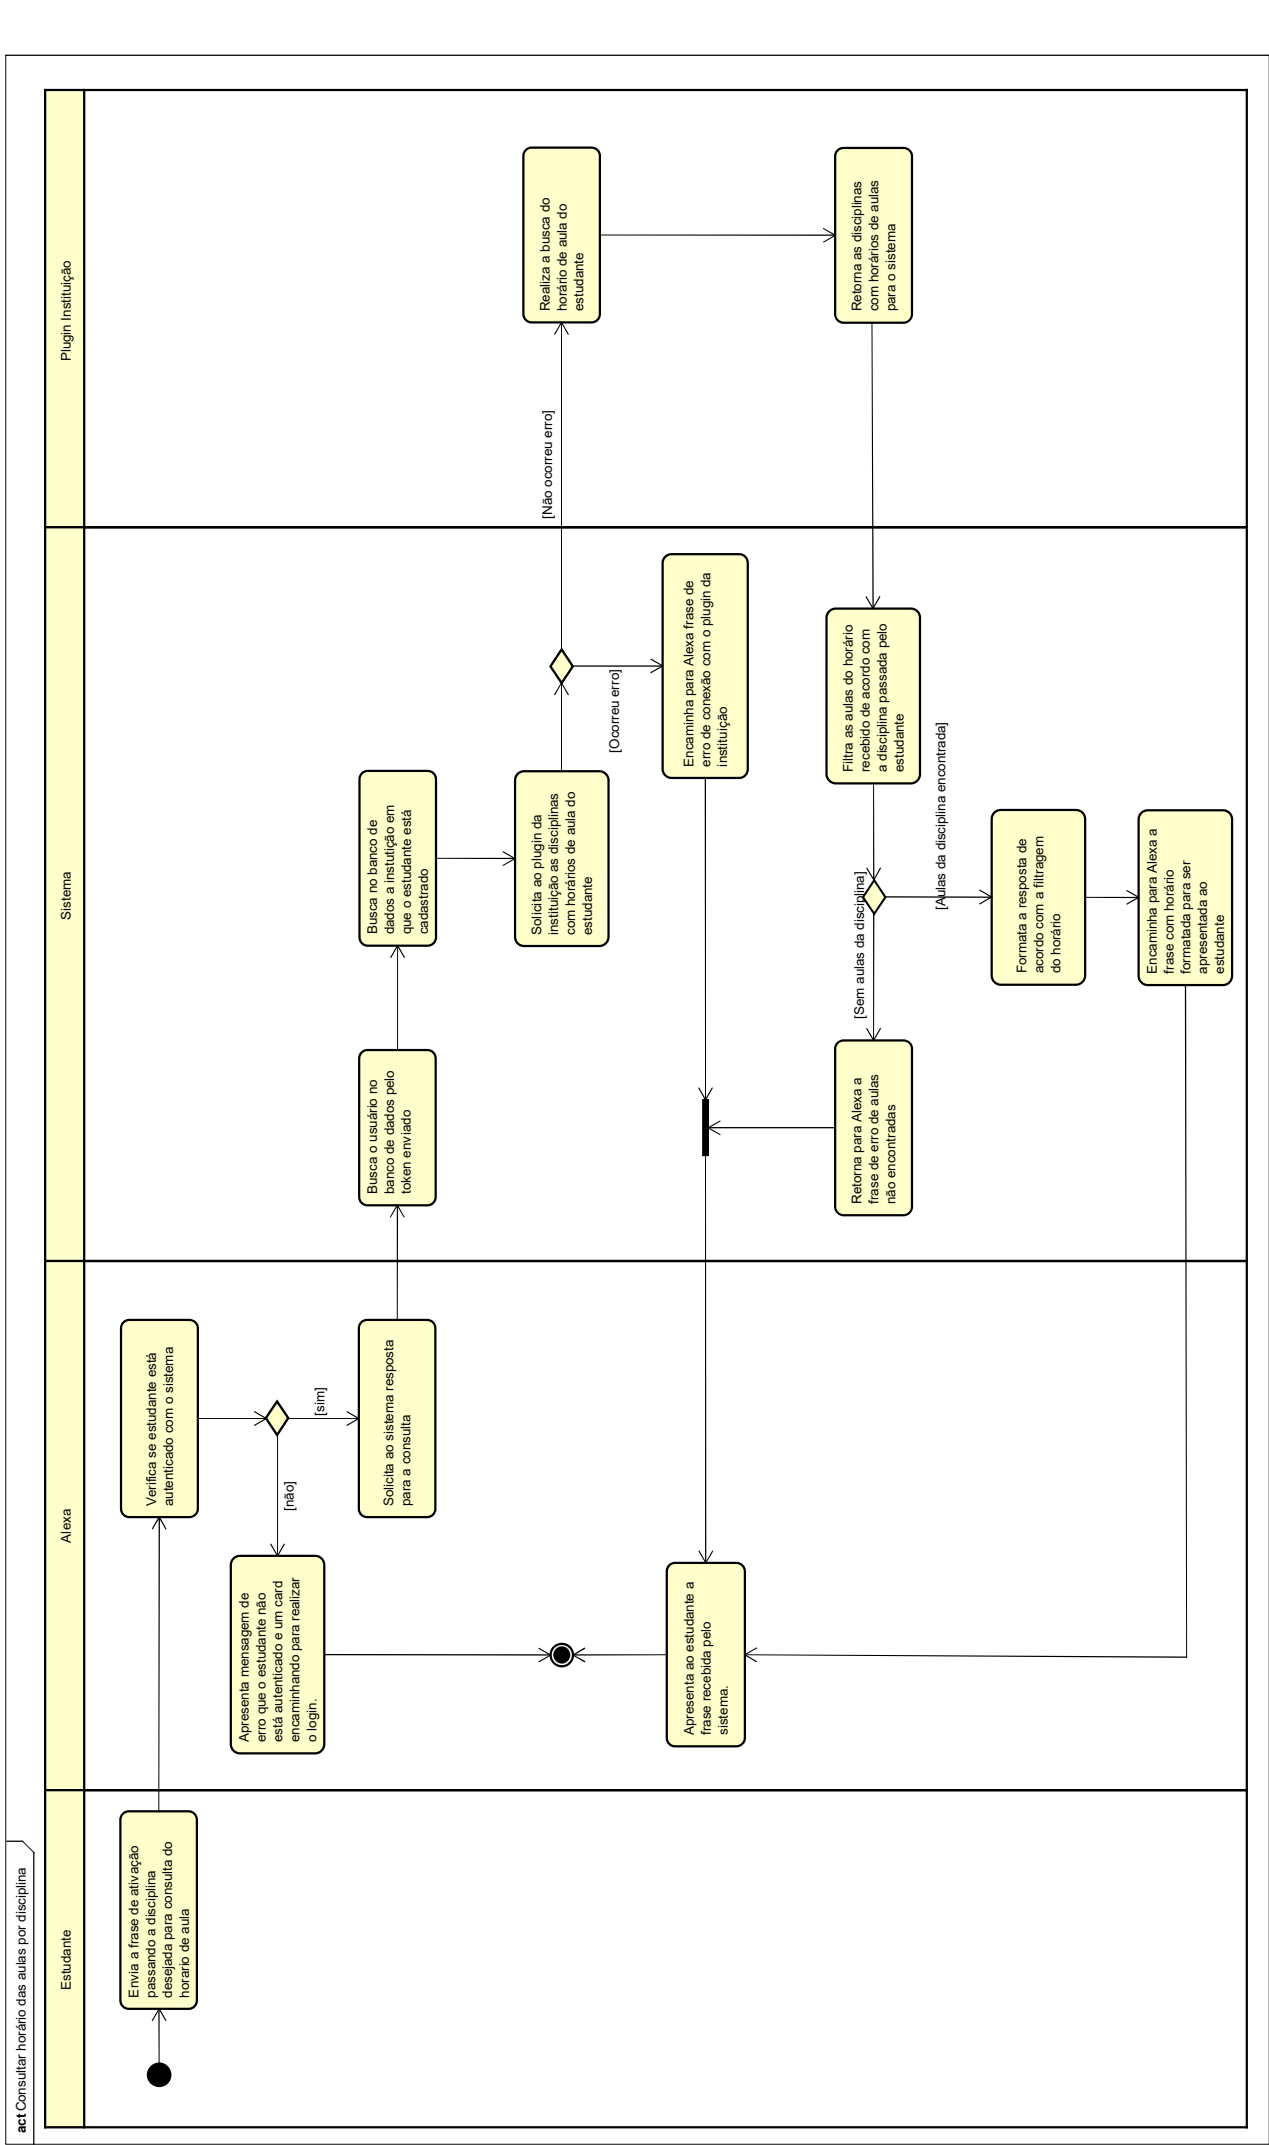 act Consultar horário das aulas por disciplina
Estudante
Alexa
Sistema
Plugin Instituição
Envia a frase de ativação
passando a disciplina
desejada para consulta do
horario de aula
Verifica se estudante está
autenticado com o sistema
[não]
[sim]
Apresenta mensagem de
erro que o estudante não
está autenticado e um card
encaminhando para realizar
o login.
Solicita ao sistema resposta
para a consulta
Busca o usuário no
banco de dados pelo
token enviado
Busca no banco de
dados a instutição em
que o estudante está
cadastrado
Solicita ao plugin da
instituição as disciplinas
com horários de aula do
estudante
[Não ocorreu erro]
[Ocorreu erro]
Realiza a busca do
horário de aula do
estudante
Encaminha para Alexa frase de
erro de conexão com o plugin da
instituição
Retorna as disciplinas
com horários de aulas
para o sistema
Filtra as aulas do horário
recebido de acordo com
a disciplina passada pelo
estudante
[Sem aulas da disciplina]
[Aulas da disciplina encontrada]
Retorna para Alexa a
frase de erro de aulas
não encontradas
Formata a resposta de
acordo com a filtragem
do horário
Encaminha para Alexa a
frase com horário
formatada para ser
apresentada ao
estudante
Apresenta ao estudante a
frase recebida pelo
sistema.